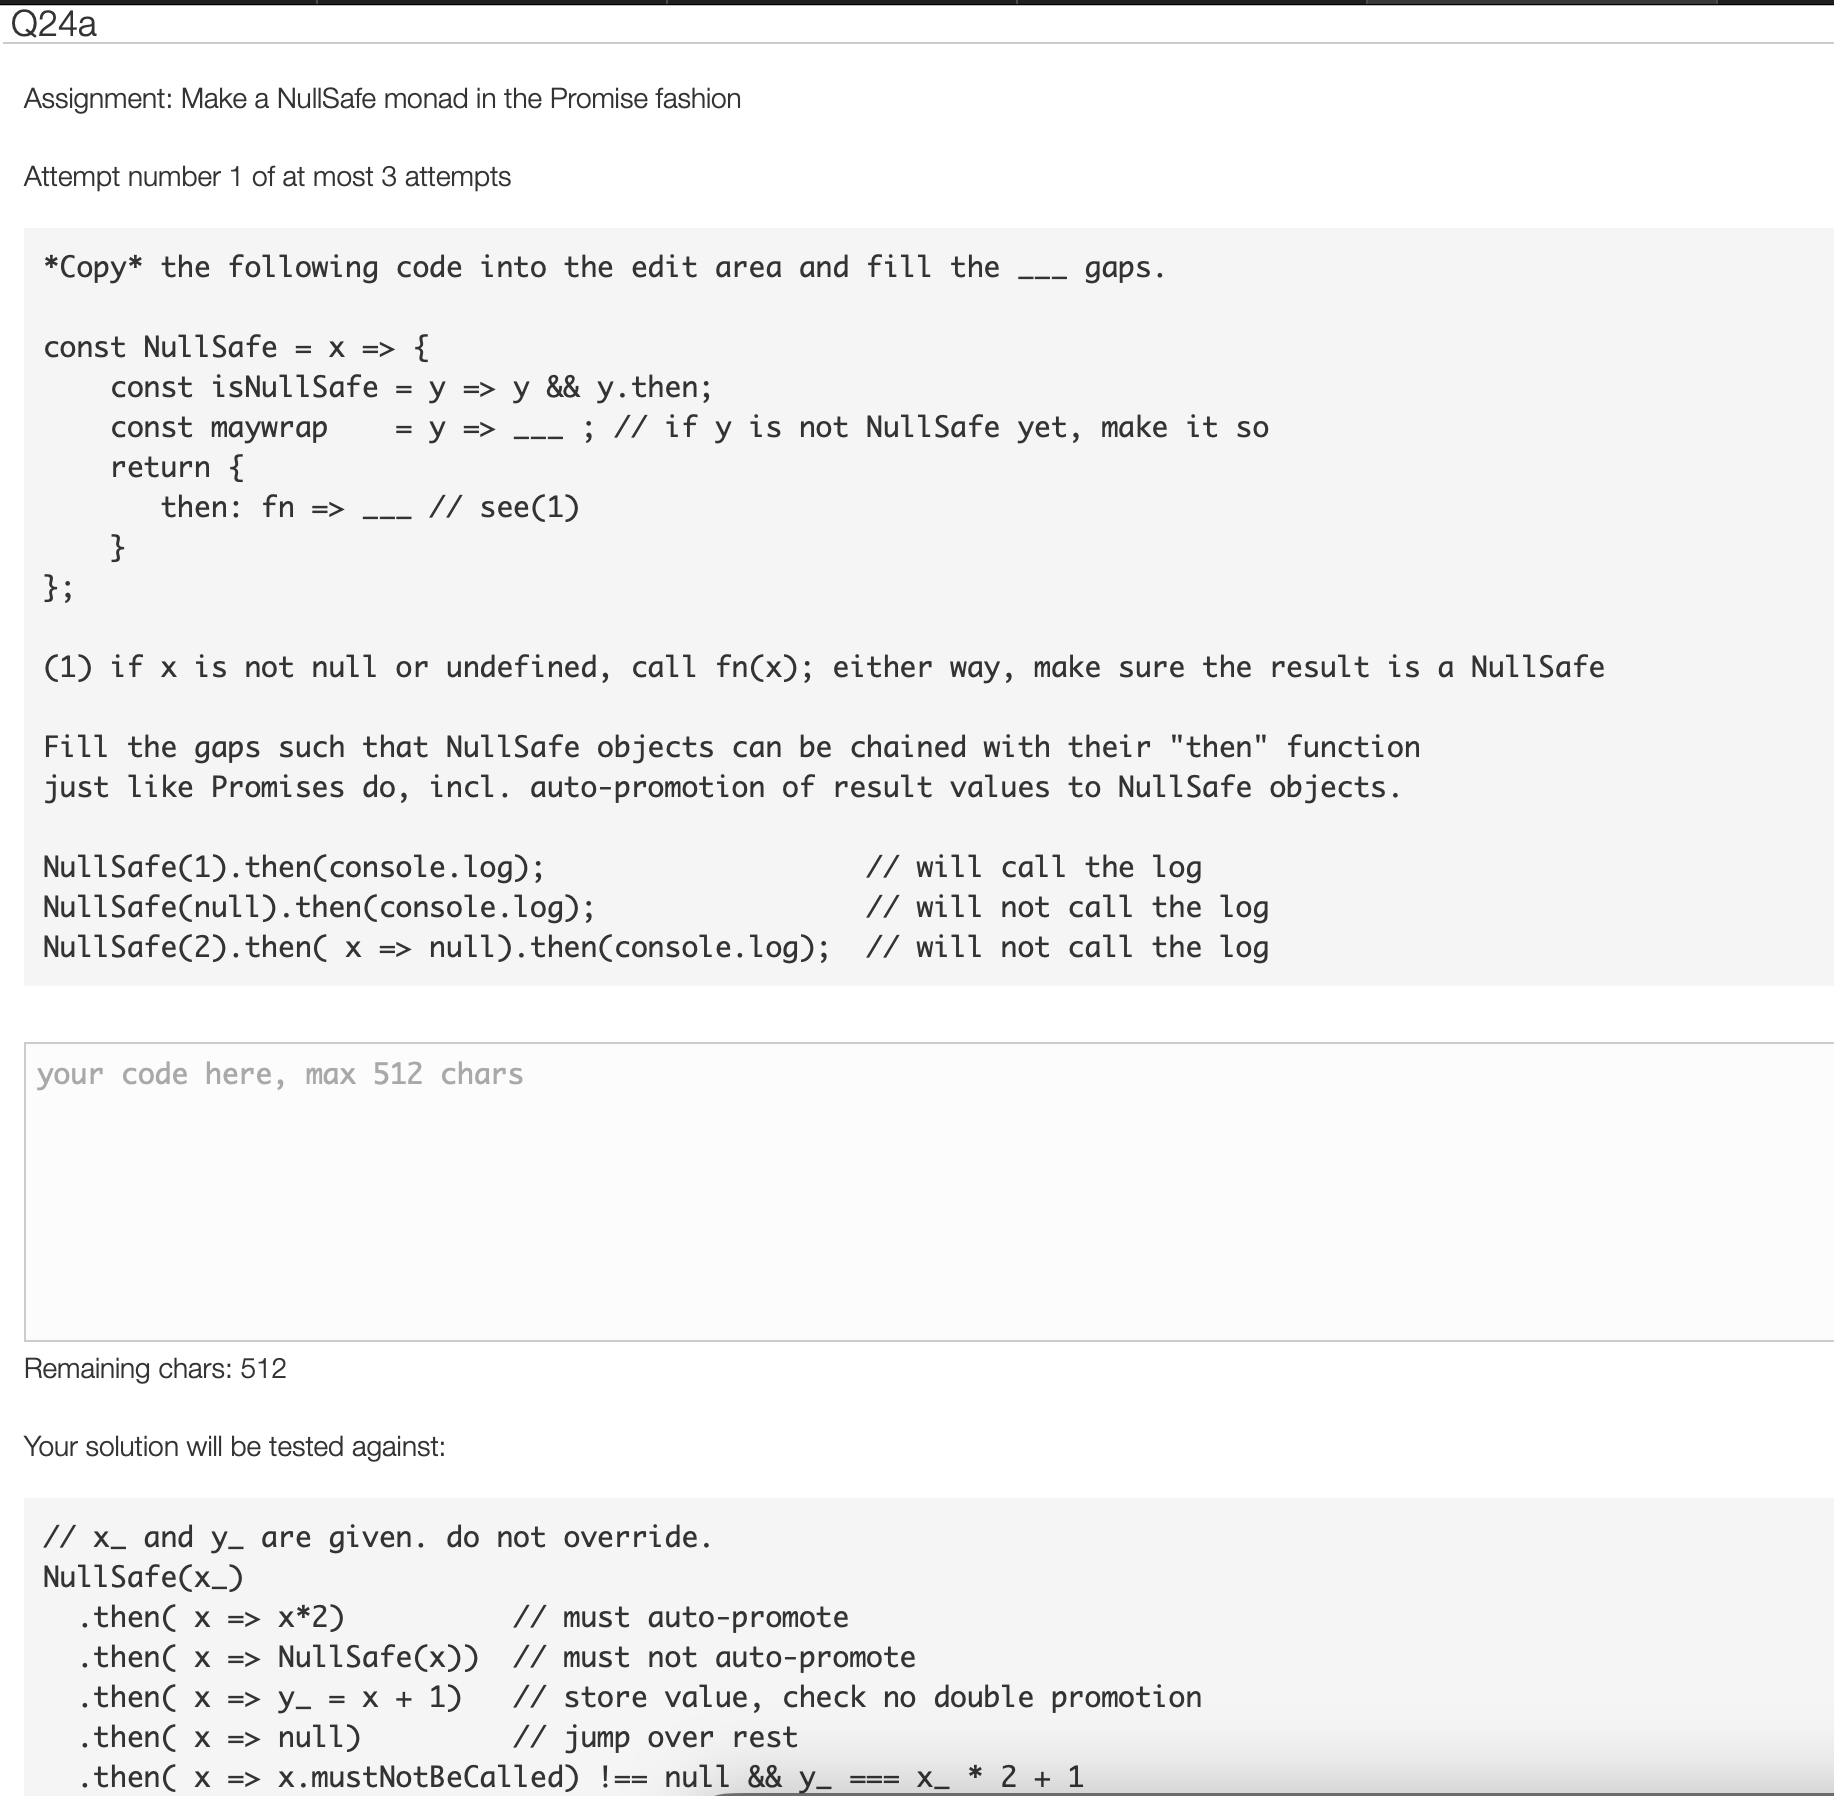 Q24a
Assignment: Make a NullSafe monad in the Promise fashion
Attempt number 1 of at most 3 attempts
*Copy* the following code into the edit area and fill the ___ gaps.
const NullSafe = x => {
    const isNullSafe = y => y && y.then;
    const maywrap    = y => ___ ; // if y is not NullSafe yet, make it so
    return {
       then: fn => ___ // see(1)
    }
};
(1) if x is not null or undefined, call fn(x); either way, make sure the result is a NullSafe
Fill the gaps such that NullSafe objects can be chained with their "then" function
just like Promises do, incl. auto-promotion of result values to NullSafe objects.
NullSafe(1).then(console.log);                   // will call the log
NullSafe(null).then(console.log);                // will not call the log
NullSafe(2).then( x => null).then(console.log);  // will not call the log
your code here, max 512 chars
Remaining chars: 512
Your solution will be tested against:
// x_ and y_ are given. do not override.
NullSafe(x_)
  .then( x => x*2)          // must auto-promote
  .then( x => NullSafe(x))  // must not auto-promote
  .then( x => y_ = x + 1)   // store value, check no double promotion
  .then( x => null)         // jump over rest
  .then( x => x.mustNotBeCalled) !== null && y_ === x_ * 2 + 1